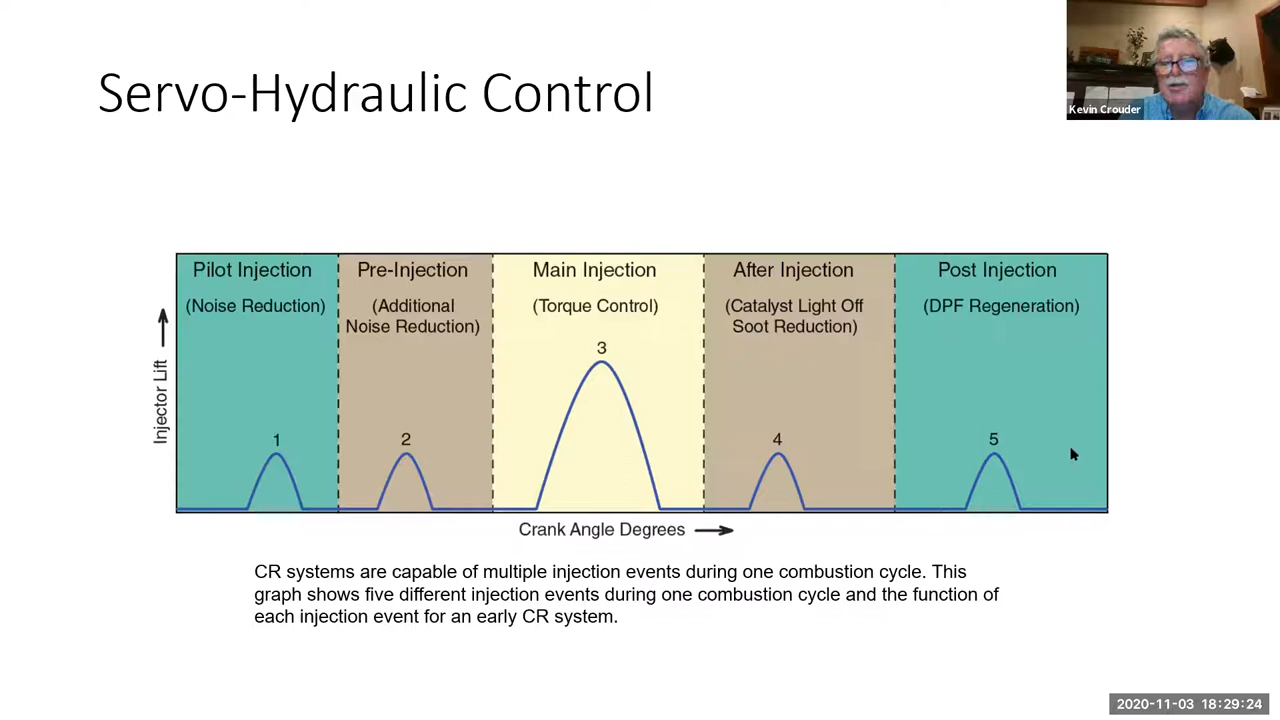 Servo-Hydraulic Control
Kevin Crouder
Pilot Injection
(Noise Reduction)
Pre-Injection
(Additional
Noise Reduction)
Main Injection
(Torque Control)
After Injection
(Catalyst Light Off
Soot Reduction)
Post Injection
(DPF Regeneration)
Injector Lift
1
2
3
4
5
Crank Angle Degrees
CR systems are capable of multiple injection events during one combustion cycle. This
graph shows five different injection events during one combustion cycle and the function of
each injection event for an early CR system.
2020-11-03 18:29:24